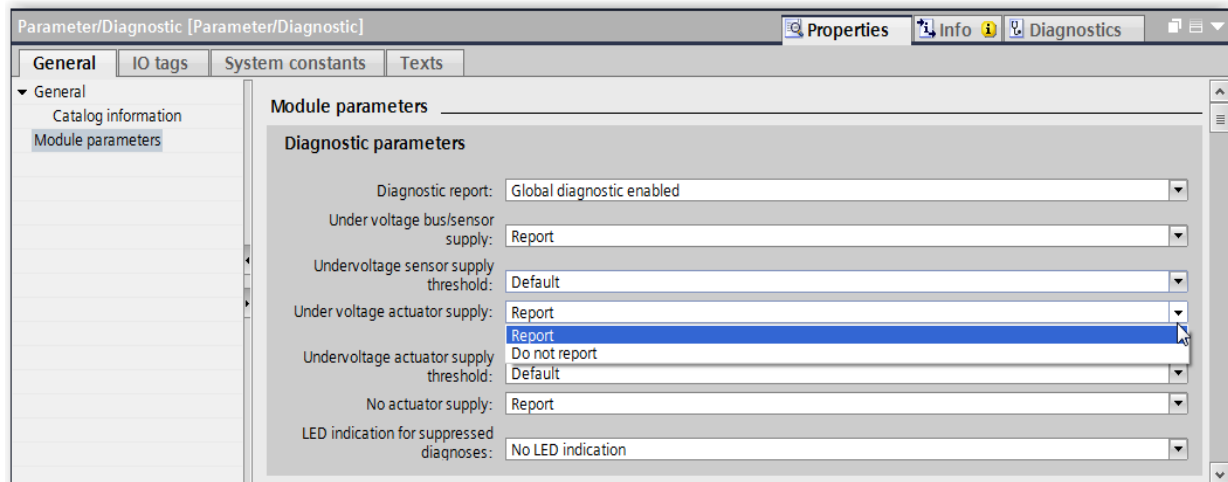 Parameter/Diagnostic [Parameter/Diagnostic]
Properties
Info
Diagnostics
General
IO tags
System constants
Texts
General
Catalog information
Module parameters
Module parameters
Diagnostic parameters
Diagnostic report: Global diagnostic enabled
Under voltage bus/sensor
supply: Report
Undervoltage sensor supply
threshold: Default
Under voltage actuator supply: Report
Report
Do not report
Undervoltage actuator supply
threshold: Default
No actuator supply: Report
LED indication for suppressed
diagnoses: No LED indication